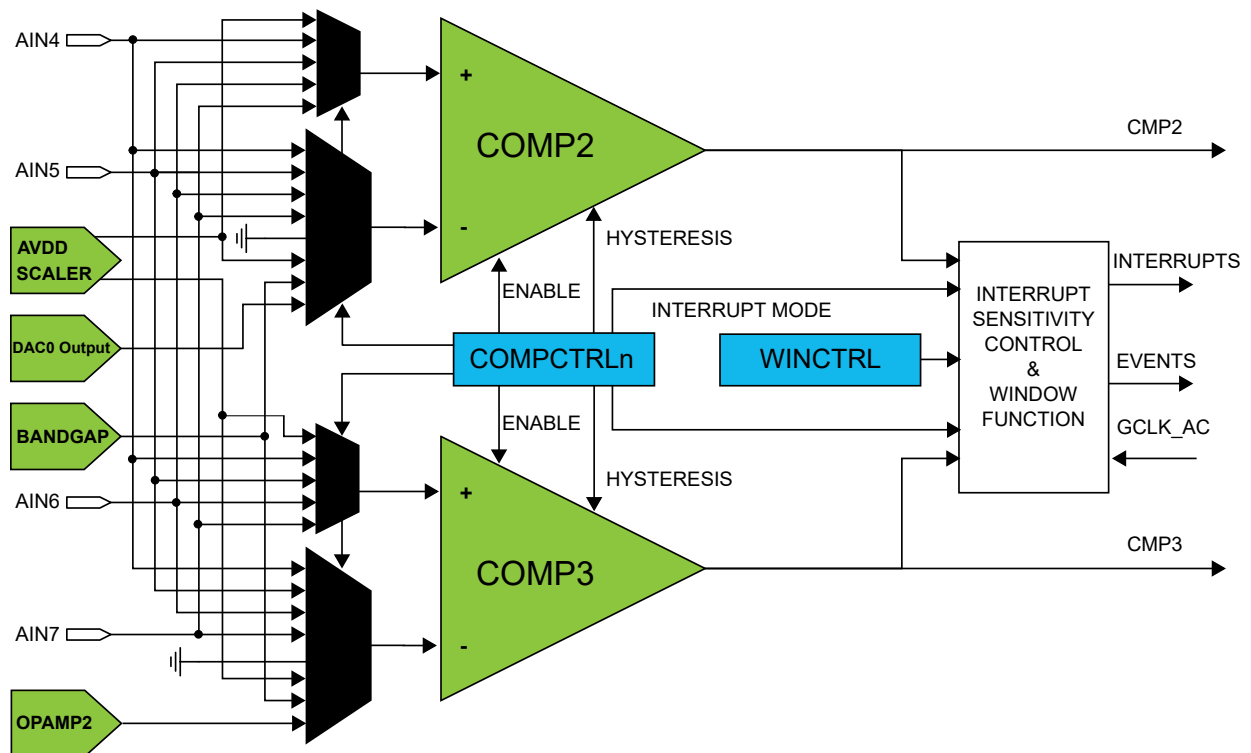 AIN4
+
COMP2
CMP2
AIN5
-
HYSTERESIS
AVDD
SCALER
ENABLE
INTERRUPT MODE
INTERRUPTS
INTERRUPT
SENSITIVITY
CONTROL
&
WINDOW
FUNCTION
DAC0 Output
COMPCTRLn
WINCTRL
EVENTS
BANDGAP
ENABLE
GCLK_AC
HYSTERESIS
AIN6
+
COMP3
CMP3
AIN7
-
OPAMP2